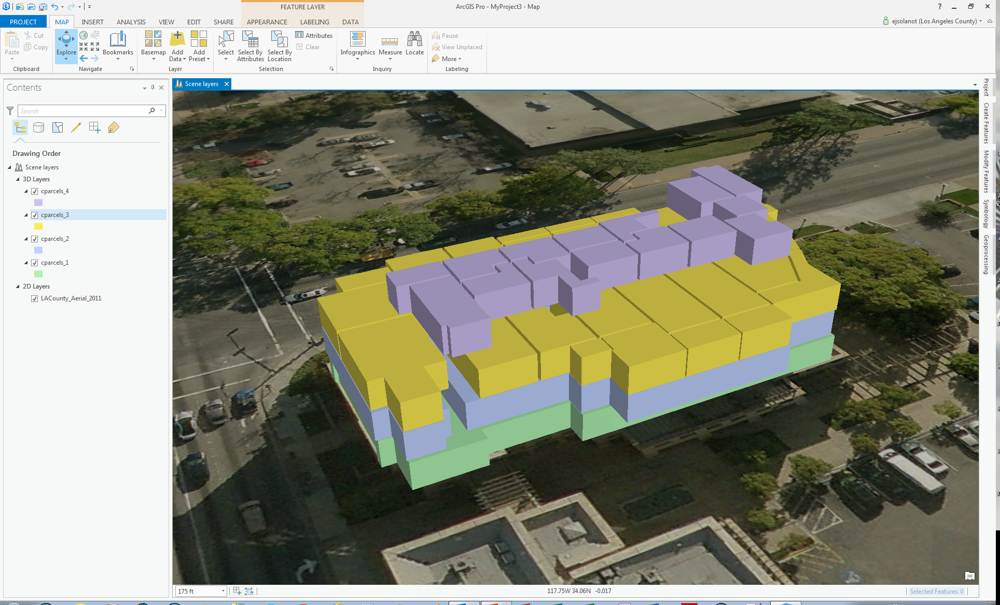 FEATURE LAYER
ArcGIS Pro - MyProject3 - Map
?
PROJECT MAP INSERT ANALYSIS VIEW EDIT SHARE APPEARANCE LABELING DATA
ejsolanot (Los Angeles County)
Paste Cut Copy
Clipboard
Explore Bookmarks
Navigate
Basemap Add Data Add Preset
Layer
Select Select By Attributes Select By Location Attributes Clear
Selection
Infographics Measure Locate
Inquiry
Pause
View Unplaced
More
Labeling
Contents
Search
Drawing Order
Scene layers
3D Layers
cparcels_4
cparcels_3
cparcels_2
cparcels_1
2D Layers
LACounty_Aerial_2011
Scene layers
Project
Create Features
Modify Features
Symbology
Geoprocessing
175 ft
117.75W 34.06N -0.017
Selected Features: 0